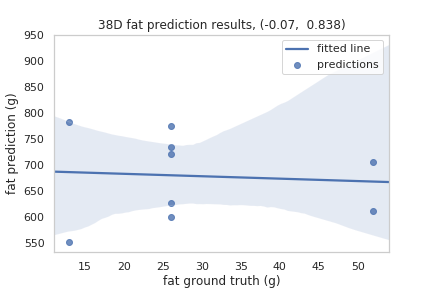 38D fat prediction results, (-0.07,  0.838)
950
900
850
800
750
700
650
600
550
fat prediction (g)
fitted line
predictions
15 20 25 30 35 40 45 50
fat ground truth (g)